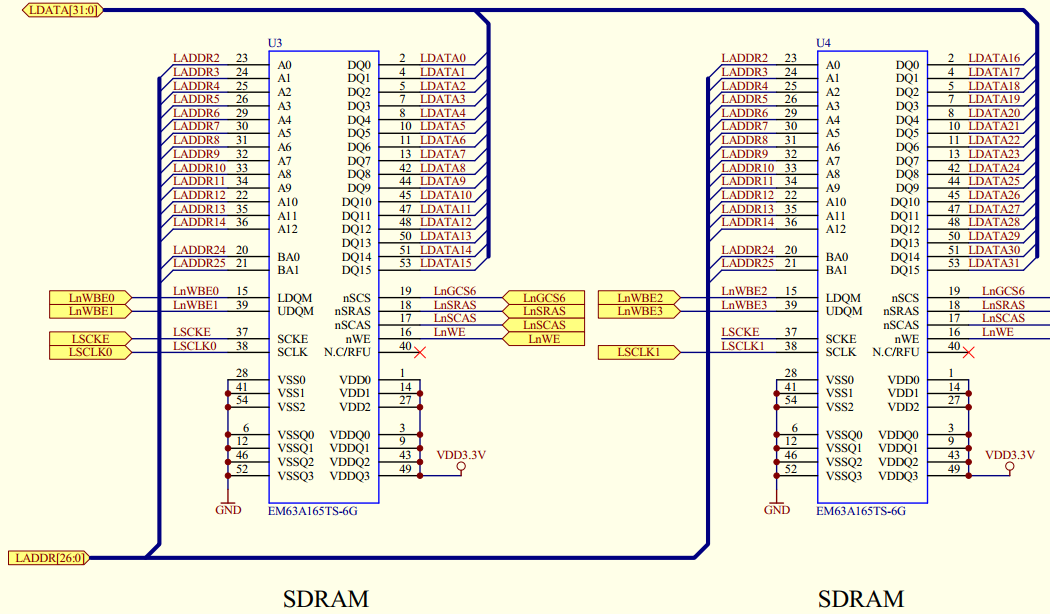 LDATA[31:0]
U3
LADDR2 23 A0 DQ0 2 LDATA0
LADDR3 24 A1 DQ1 4 LDATA1
LADDR4 25 A2 DQ2 5 LDATA2
LADDR5 26 A3 DQ3 7 LDATA3
LADDR6 29 A4 DQ4 8 LDATA4
LADDR7 30 A5 DQ5 10 LDATA5
LADDR8 31 A6 DQ6 11 LDATA6
LADDR9 32 A7 DQ7 13 LDATA7
LADDR10 33 A8 DQ8 42 LDATA8
LADDR11 34 A9 DQ9 44 LDATA9
LADDR12 22 A10 DQ10 45 LDATA10
LADDR13 35 A11 DQ11 47 LDATA11
LADDR14 36 A12 DQ12 48 LDATA12
DQ13 50 LDATA13
LADDR24 20 BA0 DQ14 51 LDATA14
LADDR25 21 BA1 DQ15 53 LDATA15
LnWBE0 LnWBE0 15 LDQM nSCS 19 LnGCS6 LnGCS6
LnWBE1 LnWBE1 39 UDQM nSRAS 18 LnSRAS LnSRAS
nSCAS 17 LnSCAS LnSCAS
LSCKE LSCKE 37 SCKE nWE 16 LnWE LnWE
LSCLK0 LSCLK0 38 SCLK N.C/RFU 40
28 VSS0 VDD0 1
41 VSS1 VDD1 14
54 VSS2 VDD2 27
6 VSSQ0 VDDQ0 3
12 VSSQ1 VDDQ1 9
46 VSSQ2 VDDQ2 43
52 VSSQ3 VDDQ3 49
VDD3.3V
GND
EM63A165TS-6G
U4
LADDR2 23 A0 DQ0 2 LDATA16
LADDR3 24 A1 DQ1 4 LDATA17
LADDR4 25 A2 DQ2 5 LDATA18
LADDR5 26 A3 DQ3 7 LDATA19
LADDR6 29 A4 DQ4 8 LDATA20
LADDR7 30 A5 DQ5 10 LDATA21
LADDR8 31 A6 DQ6 11 LDATA22
LADDR9 32 A7 DQ7 13 LDATA23
LADDR10 33 A8 DQ8 42 LDATA24
LADDR11 34 A9 DQ9 44 LDATA25
LADDR12 22 A10 DQ10 45 LDATA26
LADDR13 35 A11 DQ11 47 LDATA27
LADDR14 36 A12 DQ12 48 LDATA28
DQ13 50 LDATA29
LADDR24 20 BA0 DQ14 51 LDATA30
LADDR25 21 BA1 DQ15 53 LDATA31
LnWBE2 LnWBE2 15 LDQM nSCS 19 LnGCS6
LnWBE3 LnWBE3 39 UDQM nSRAS 18 LnSRAS
nSCAS 17 LnSCAS
LSCKE 37 SCKE nWE 16 LnWE
LSCLK1 LSCLK1 38 SCLK N.C/RFU 40
28 VSS0 VDD0 1
41 VSS1 VDD1 14
54 VSS2 VDD2 27
6 VSSQ0 VDDQ0 3
12 VSSQ1 VDDQ1 9
46 VSSQ2 VDDQ2 43
52 VSSQ3 VDDQ3 49
VDD3.3V
GND
EM63A165TS-6G
LADDR[26:0]
SDRAM
SDRAM